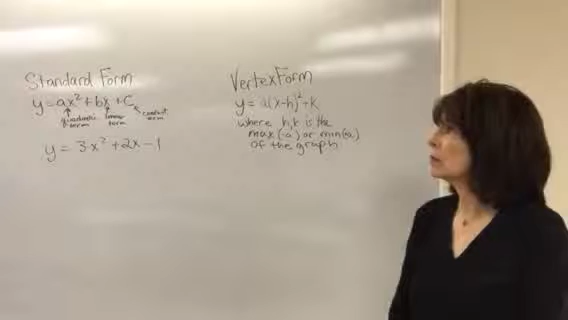 Standard Form
y = ax² + bx + c
quadratic term
linear term
constant term
y = 3x² + 2x - 1
Vertex Form
y = a(x-h)² + k
where h,k is the
max(-a) or min(a)
of the graph